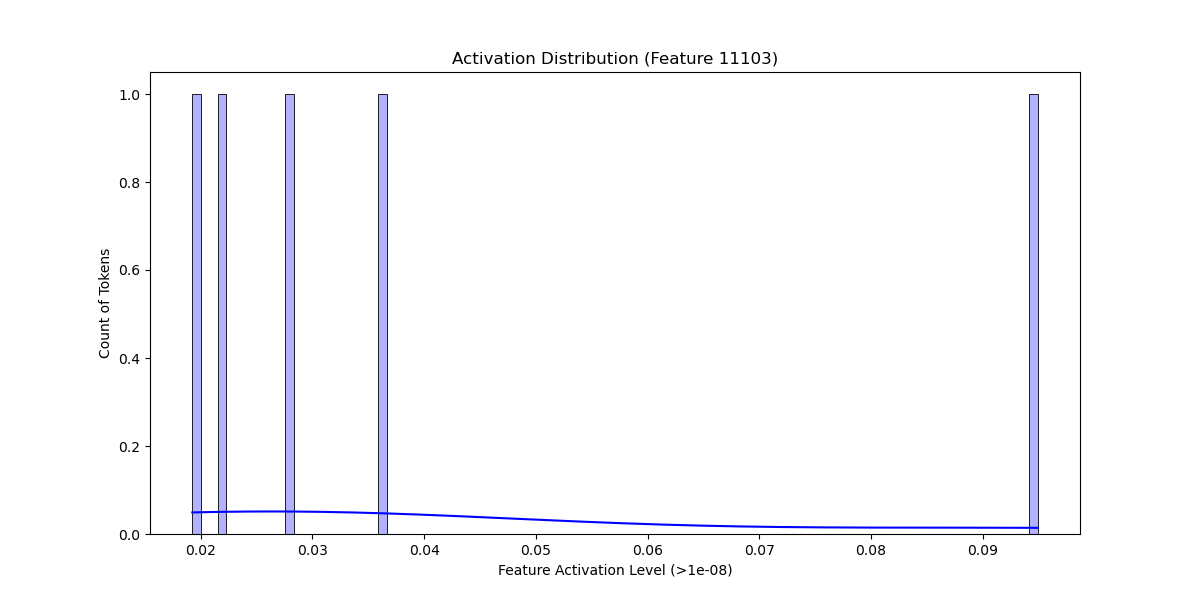 Activation Distribution (Feature 11103)
1.0
0.8
0.6
0.4
0.2
0.0
Count of Tokens
0.02 0.03 0.04 0.05 0.06 0.07 0.08 0.09
Feature Activation Level (>1e-08)